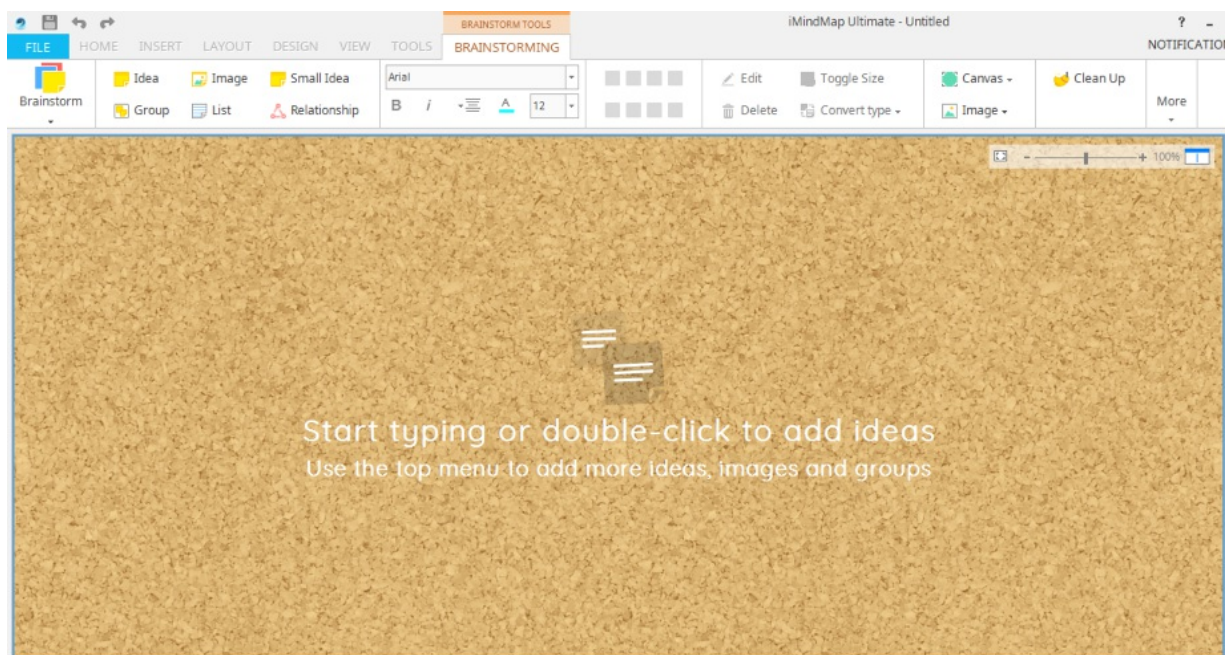 BRAINSTORM TOOLS
iMindMap Ultimate - Untitled
? -
FILE HOME INSERT LAYOUT DESIGN VIEW TOOLS BRAINSTORMING
NOTIFICATION
Brainstorm
Idea Image Small Idea
Group List Relationship
Arial
B i A 12
Edit Toggle Size
Delete Convert type
Canvas
Image
Clean Up
More
- + 100%
Start typing or double-click to add ideas
Use the top menu to add more ideas, images and groups